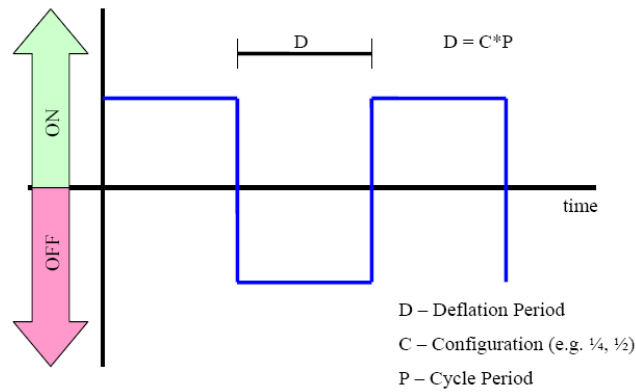 D
D = C*P
ON
OFF
time
D – Deflation Period
C – Configuration (e.g. ¼, ½)
P – Cycle Period